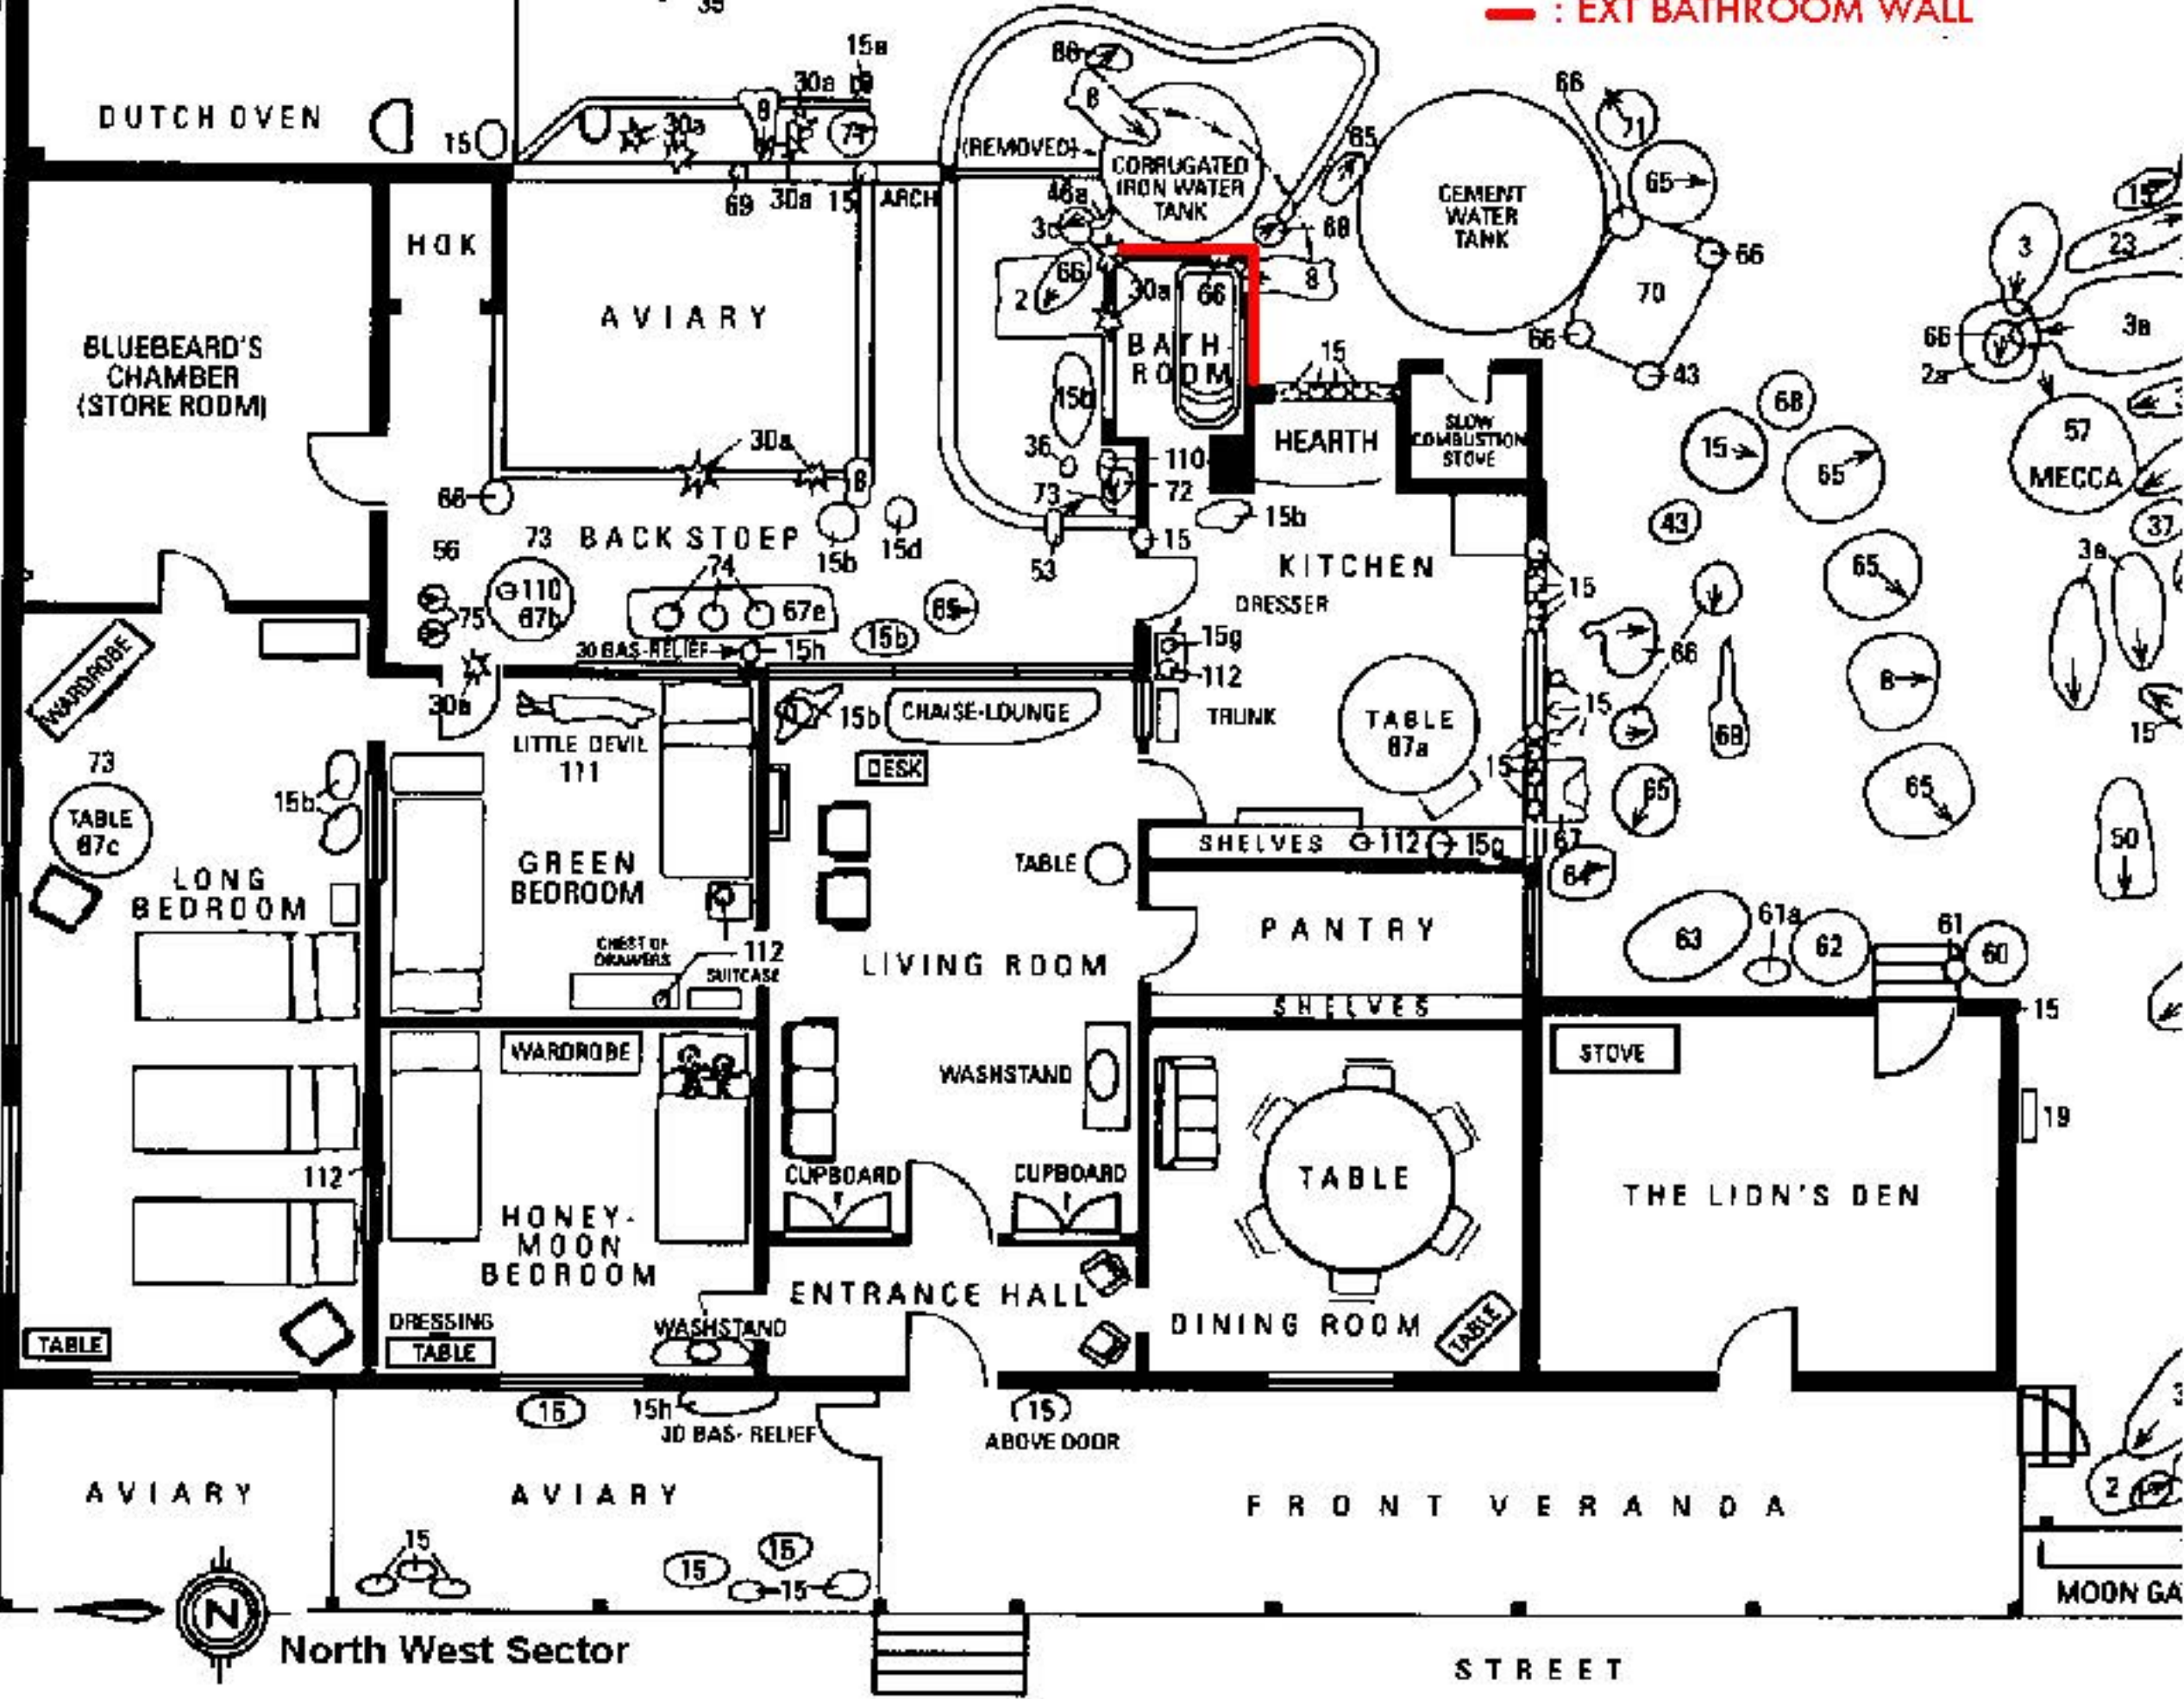 35
: EXT BATHROOM WALL
15a
30a
8
30a
71
DUTCH OVEN
15
69
30a
15
ARCH
66
8
(REMOVED)
CORRUGATED
IRON WATER
TANK
65
46a
68
CEMENT
WATER
TANK
66
71
65
66
70
66
43
15
3
23
3a
66
2a
57
MECCA
37
3a
HOK
AVIARY
BLUEBEARD'S
CHAMBER
(STORE ROOM)
66
2
30a
66
8
BATH
ROOM
15
15b
36
110
73
72
HEARTH
SLOW
COMBUSTION
STOVE
15b
30a
8
66
68
15
65
43
65
56
73
BACK STOEP
15b
15d
53
15
KITCHEN
DRESSER
15
110
67b
74
67e
65
75
15b
30 BAS-RELIEF
15h
15g
112
66
8
WARDROBE
30a
LITTLE DEVIL
111
15b
CHAISE-LOUNGE
TRUNK
TABLE
67a
15
68
15
DESK
15
73
TABLE
67c
15b
65
65
67
50
LONG
BEDROOM
GREEN
BEDROOM
TABLE
SHELVES
112
15g
64
CHEST OF
DRAWERS
112
SUITCASE
LIVING ROOM
PANTRY
SHELVES
63
61a
62
61
60
15
WARDROBE
WASHSTAND
STOVE
19
112
HONEY-
MOON
BEDROOM
CUPBOARD
CUPBOARD
TABLE
THE LION'S DEN
ENTRANCE HALL
DINING ROOM
TABLE
TABLE
DRESSING
TABLE
WASHSTAND
15
15h
3D BAS-RELIEF
(15)
ABOVE DOOR
2
AVIARY
AVIARY
FRONT VERANDA
15
15
15
15
MOON GA
N
North West Sector
STREET